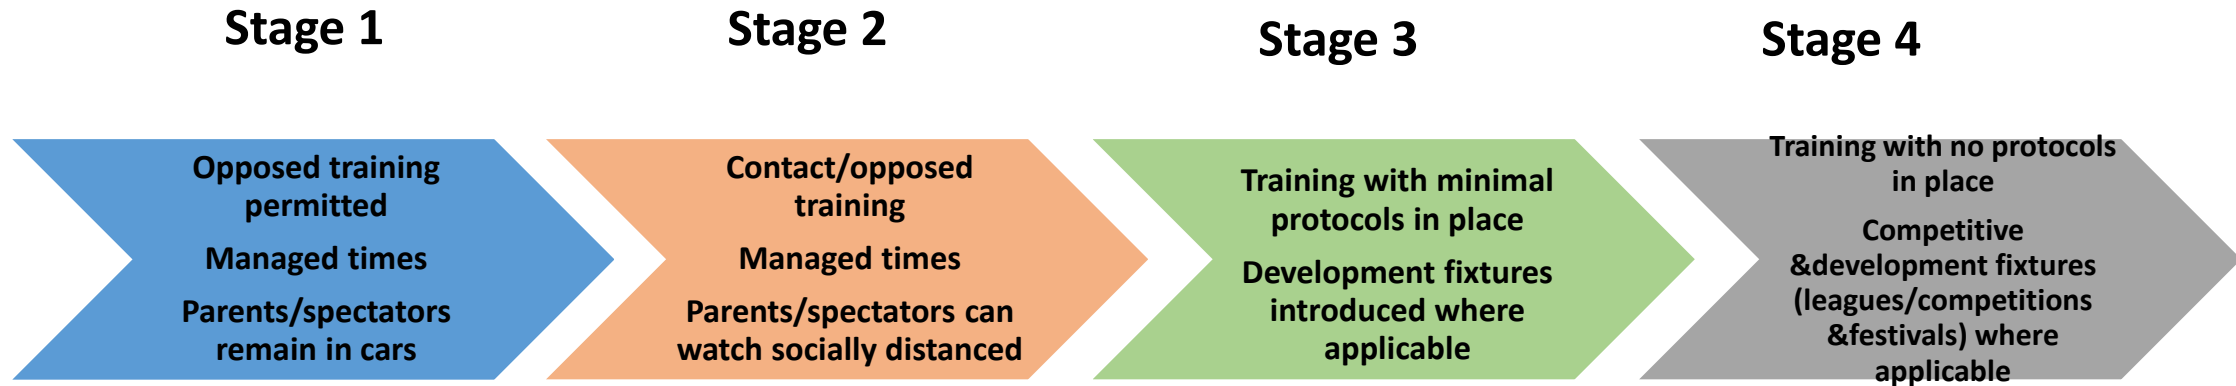 Stage 1
Opposed training
permitted
Managed times
Parents/spectators
remain in cars
Stage 2
Contact/opposed
training
Managed times
Parents/spectators can
watch socially distanced
Stage 3
Training with minimal
protocols in place
Development fixtures
introduced where
applicable
Stage 4
Training with no protocols
in place
Competitive
&development fixtures
(leagues/competitions
&festivals) where
applicable